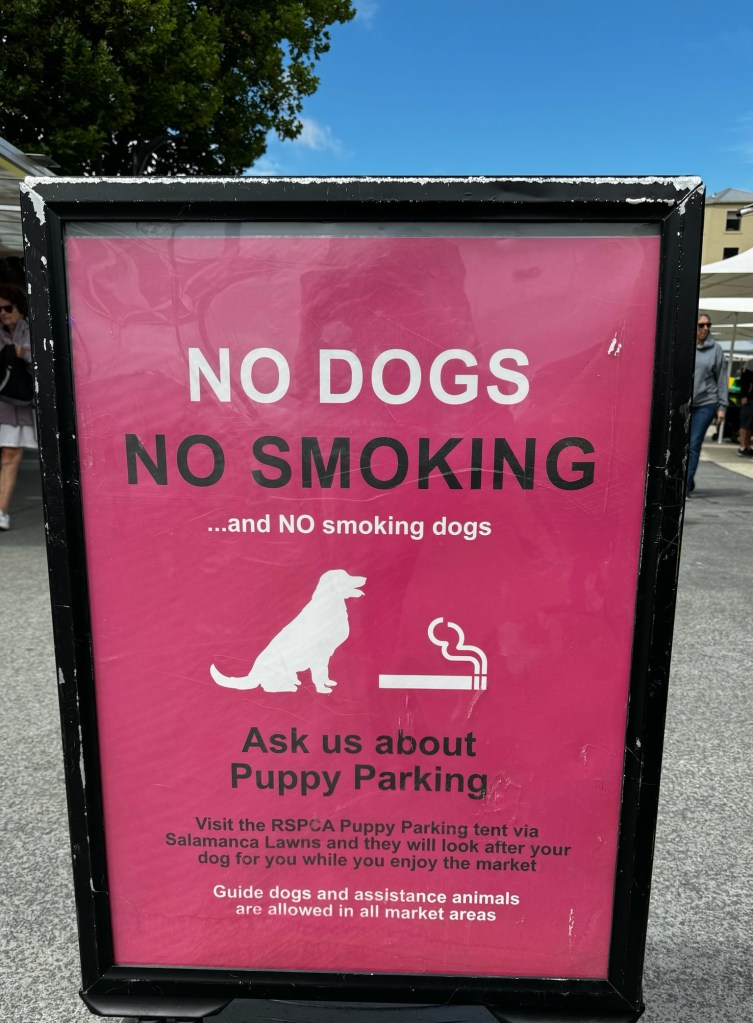 NO DOGS
NO SMOKING
...and NO smoking dogs
Ask us about
Puppy Parking
Visit the RSPCA Puppy Parking tent via
Salamanca Lawns and they will look after your
dog for you while you enjoy the market
Guide dogs and assistance animals
are allowed in all market areas